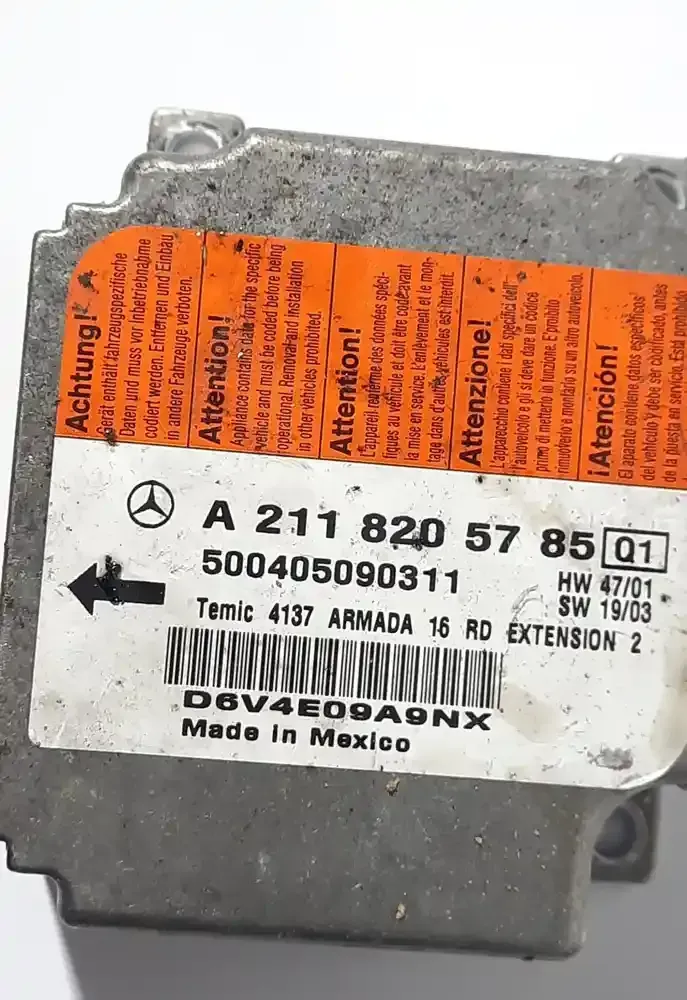 Achtung!
Gerät enthält fahrzeugspezifische
Daten und muss vor Inbetriebnahme
codiert werden. Entfernen und Einbau
in andere Fahrzeuge verboten.
Attention!
Appliance contains data for the specific
vehicle and must be coded before being
operational. Removal and installation
in other vehicles prohibited.
Attention!
L'appareil enferme des données speci-
fiques au véhicule et doit être codé avant
la mise en service. L'enlèvement et le mon-
tage dans d'autres véhicules est interdit.
Attenzione!
L'apparecchio contiene i dati specifici dell'
autoveicolo e gli si deve dare un codice
primo di metterlo in funzione. E proibito
rimuoverlo e montarlo su un altro autoveicolo.
¡Atención!
El aparato contiene datos específicos
del vehículo y debe ser codificado, antes
de la puesta en servicio. Está prohibido
A 211 820 57 85 Q1
500405090311
HW 47/01
SW 19/03
Temic 4137 ARMADA 16 RD EXTENSION 2
D6V4E09A9NX
Made in Mexico